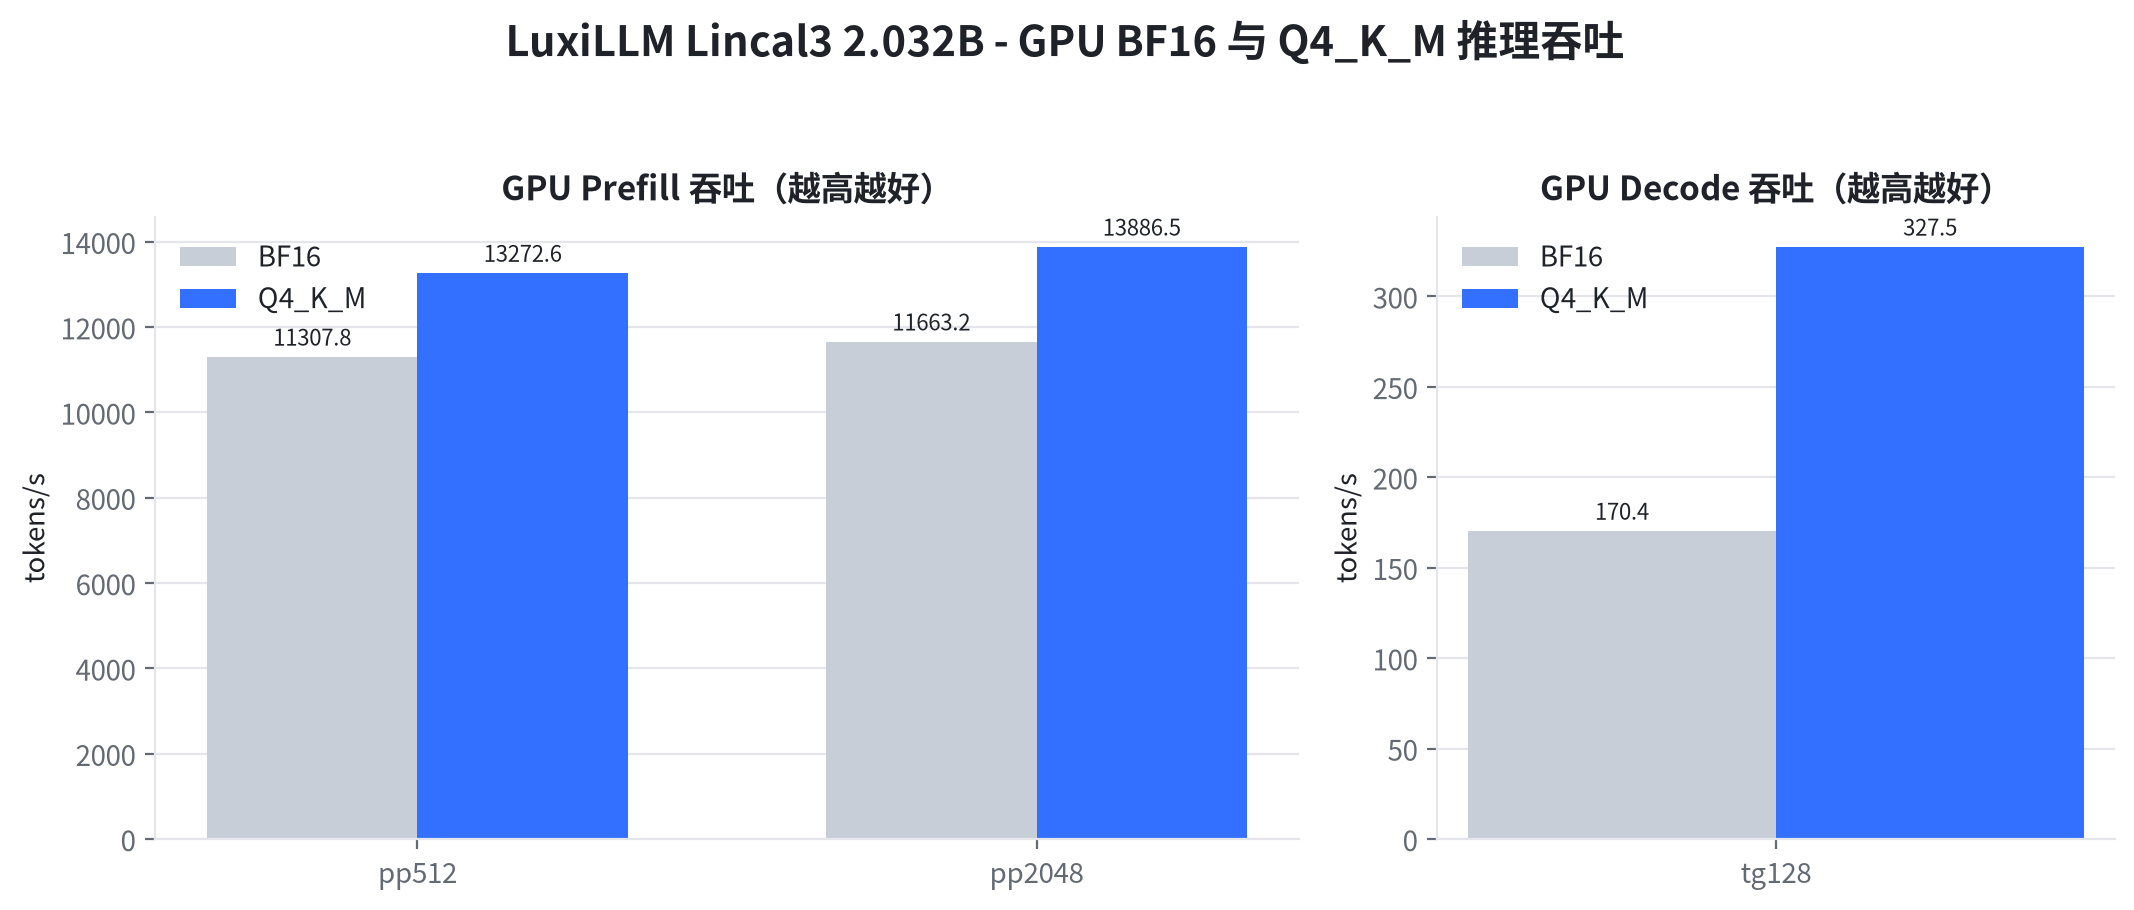 LuxiLLM Lincal3 2.032B - GPU BF16 与 Q4_K_M 推理吞吐
GPU Prefill 吞吐（越高越好）
tokens/s
14000
12000
10000
8000
6000
4000
2000
0
BF16
Q4_K_M
11307.8
13272.6
11663.2
13886.5
pp512
pp2048
GPU Decode 吞吐（越高越好）
tokens/s
300
250
200
150
100
50
0
BF16
Q4_K_M
170.4
327.5
tg128